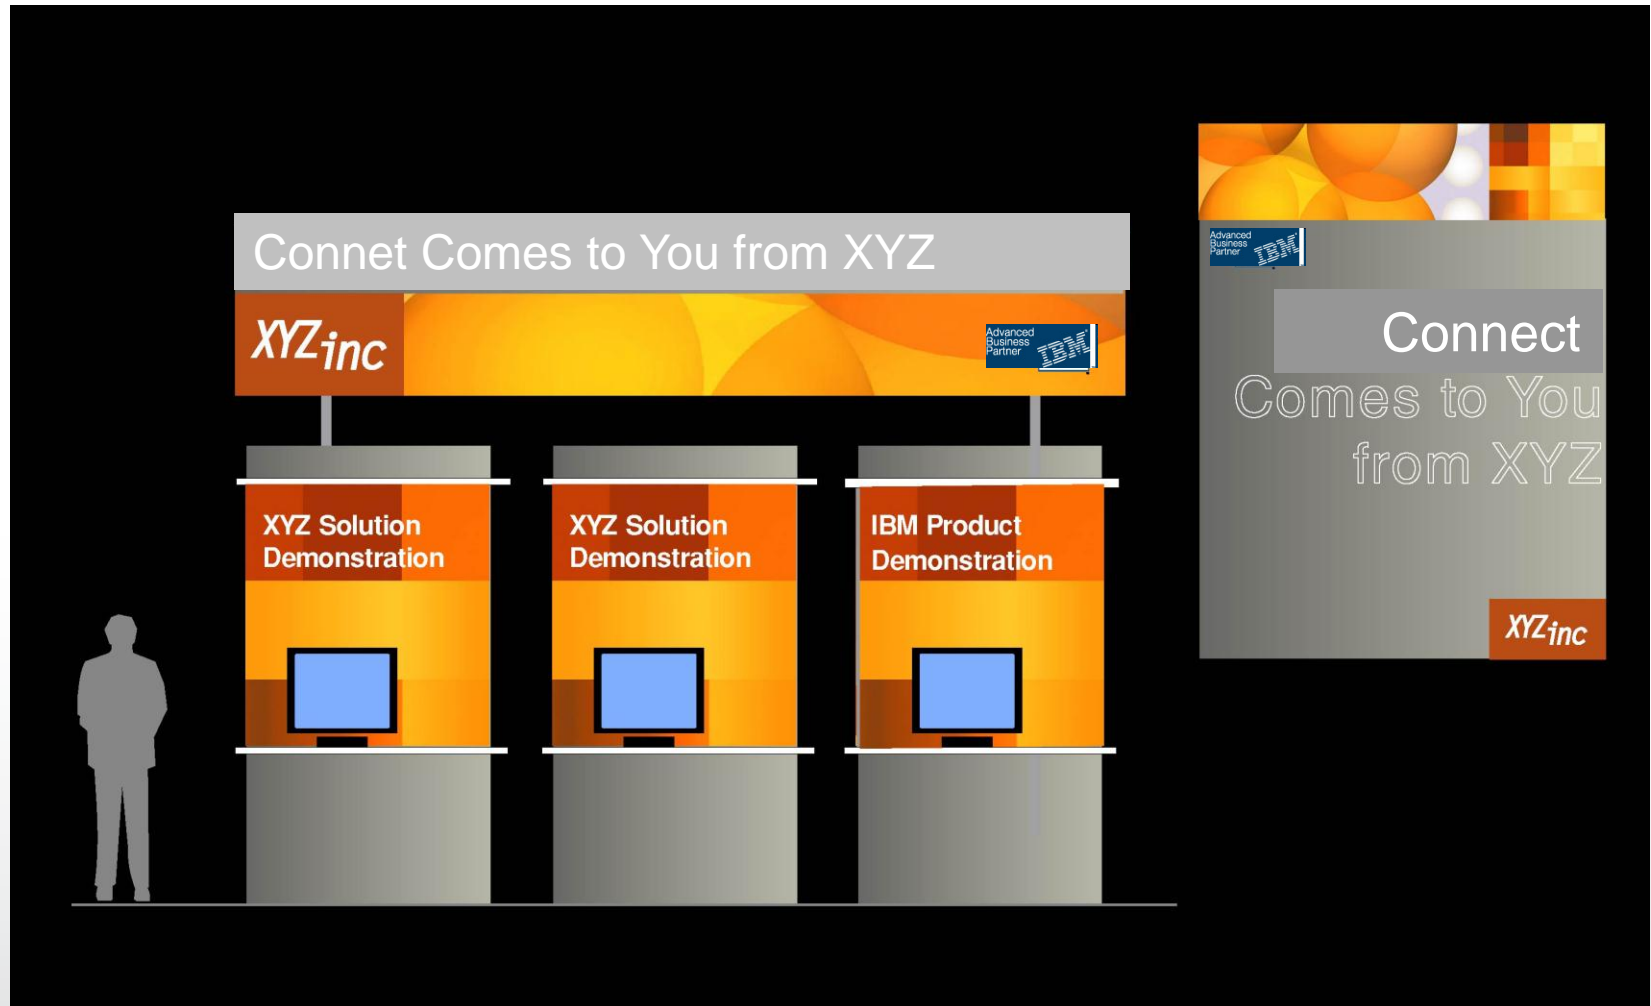 Connet Comes to You from XYZ
XYZinc
Advanced
Business
Partner
IBM
XYZ Solution
Demonstration
XYZ Solution
Demonstration
IBM Product
Demonstration
Advanced
Business
Partner
IBM
Connect
Comes to You
from XYZ
XYZinc